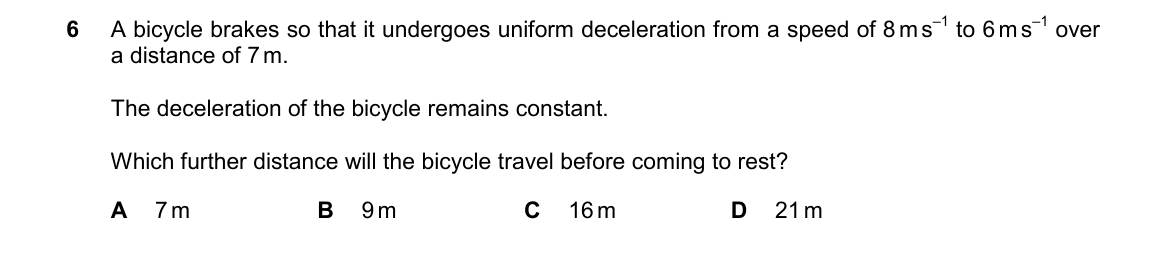 6 A bicycle brakes so that it undergoes uniform deceleration from a speed of 8 m s⁻¹ to 6 m s⁻¹ over
a distance of 7 m.
The deceleration of the bicycle remains constant.
Which further distance will the bicycle travel before coming to rest?
A 7 m B 9 m C 16 m D 21 m